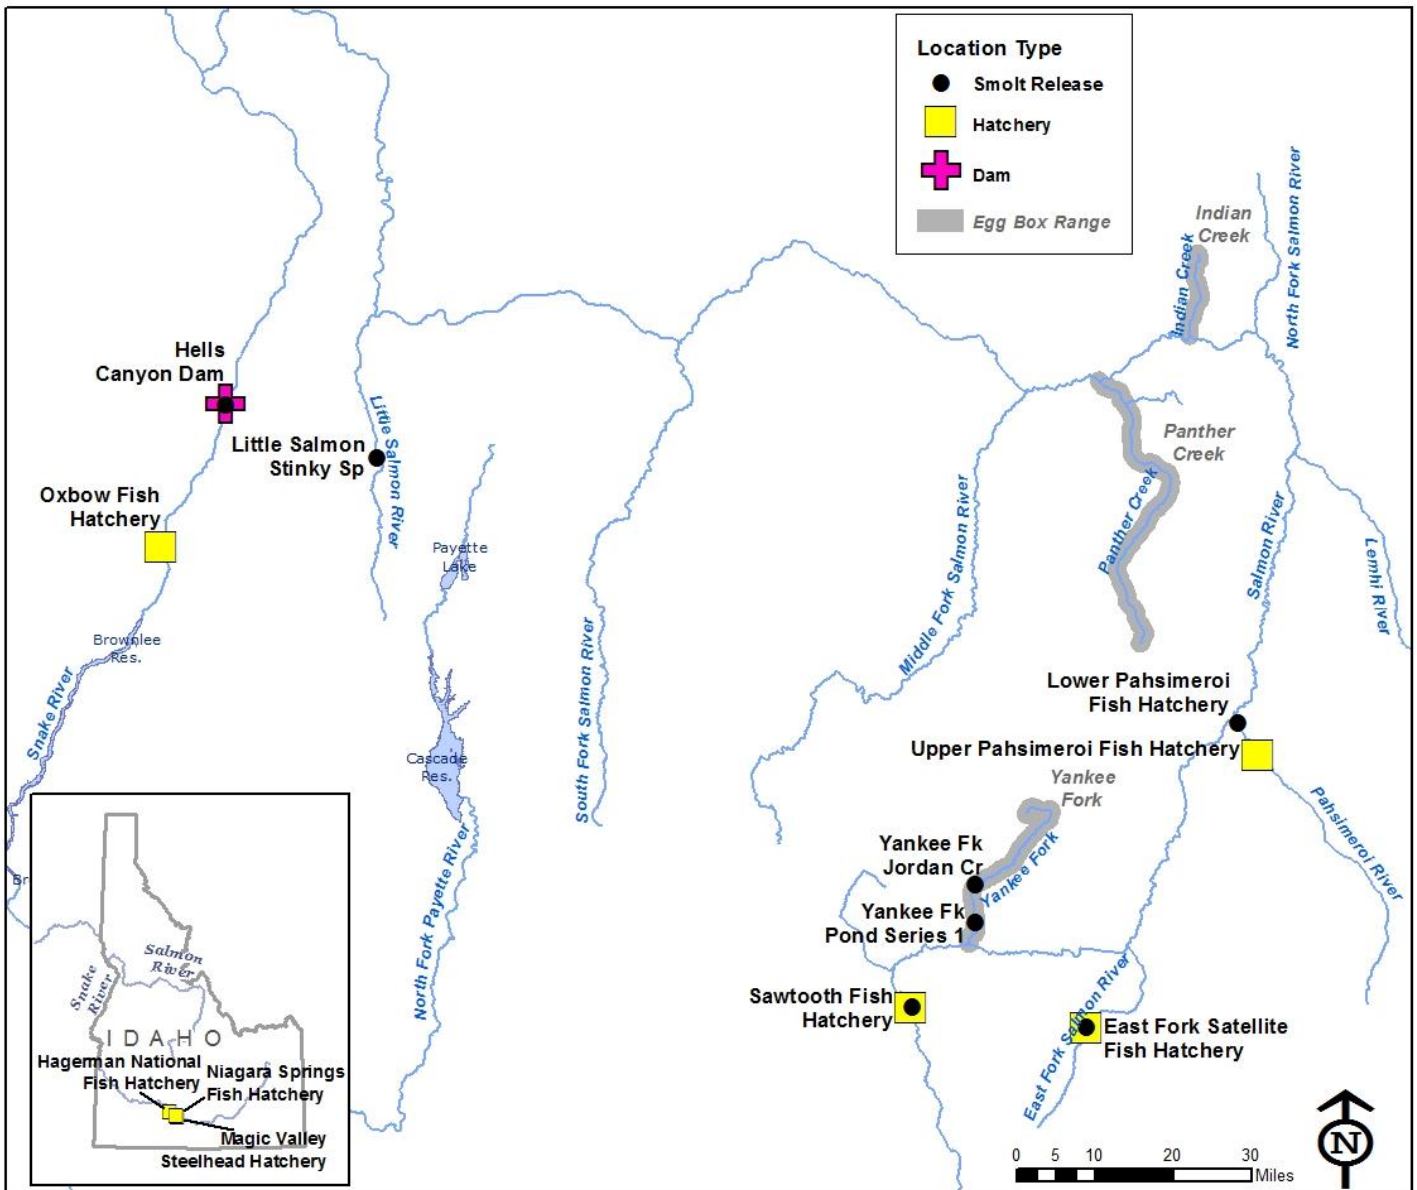 Location Type
Smolt Release
Hatchery
Dam
Egg Box Range
Indian
Creek
Indian Creek
North Fork Salmon River
Hells
Canyon Dam
Little Salmon
Stinky Sp
Little Salmon River
Oxbow Fish
Hatchery
Payette
Lake
Brownlee
Res.
Snake River
Cascade
Res.
South Fork Salmon River
North Fork Payette River
Middle Fork Salmon River
Panther
Creek
Panther Creek
Salmon River
Lemhi River
Lower Pahsimeroi
Fish Hatchery
Upper Pahsimeroi Fish Hatchery
Pahsimeroi River
Yankee
Fork
Yankee Fork
Yankee Fk
Jordan Cr
Yankee Fk
Pond Series 1
Sawtooth Fish
Hatchery
East Fork Salmon River
East Fork Satellite
Fish Hatchery
Br
Salmon
River
Snake
River
IDAHO
Hagerman National
Fish Hatchery
Niagara Springs
Fish Hatchery
Magic Valley
Steelhead Hatchery
0 5 10 20 30
Miles
N